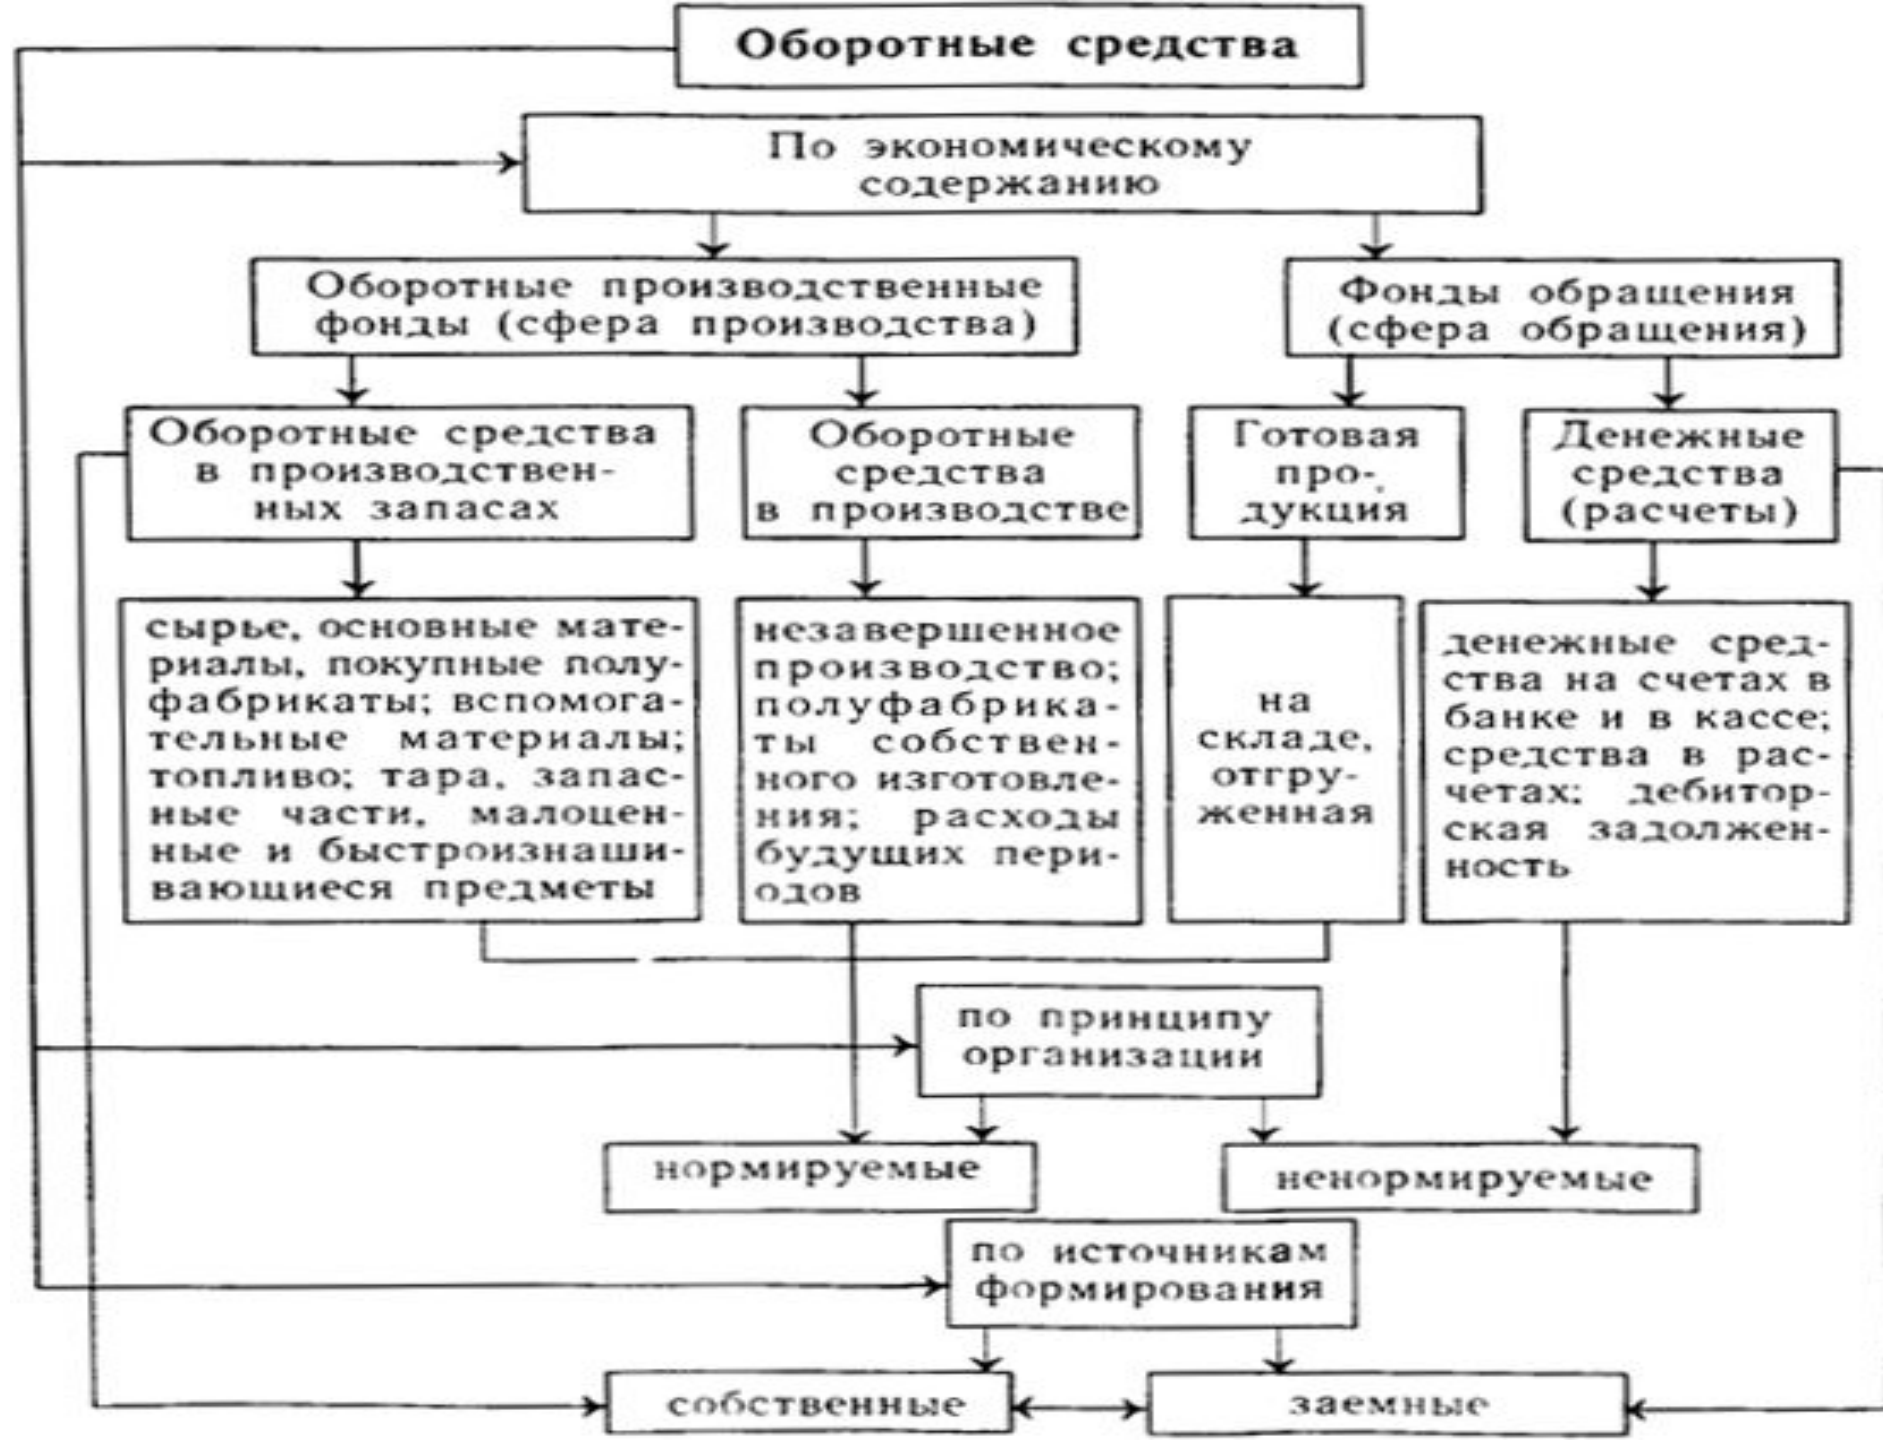 Оборотные средства
По экономическому
содержанию
Оборотные производственные
фонды (сфера производства)
Фонды обращения
(сфера обращения)
Оборотные средства
в производствен-
ных запасах
Оборотные
средства
в производстве
Готовая
про-
дукция
Денежные
средства
(расчеты)
сырье, основные мате-
риалы, покупные полу-
фабрикаты; вспомога-
тельные материалы;
топливо; тара, запас-
ные части, малоцен-
ные и быстроизнаши-
вающиеся предметы
незавершенное
производство;
полуфабрика-
ты собствен-
ного изготовле-
ния; расходы
будущих пери-
одов
на
складе,
отгру-
женная
денежные сред-
ства на счетах в
банке и в кассе;
средства в рас-
четах; дебитор-
ская задолжен-
ность
по принципу
организации
нормируемые
ненормируемые
по источникам
формирования
собственные
заемные